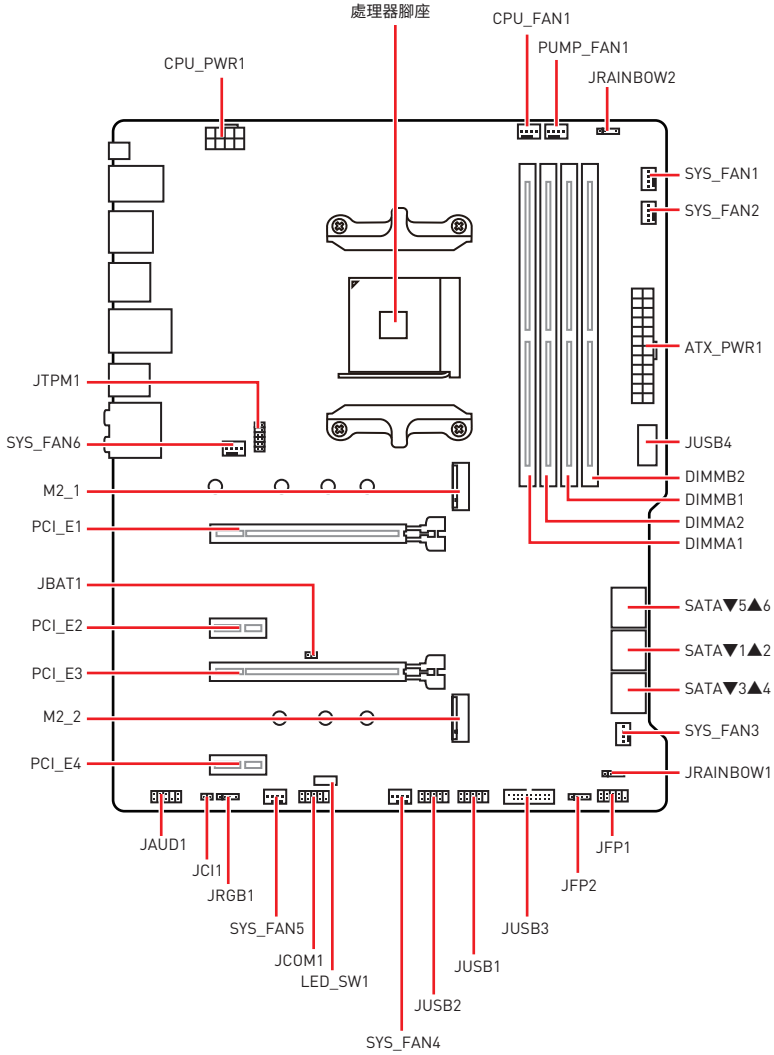 處理器腳座
CPU_FAN1
PUMP_FAN1
CPU_PWR1
JRAINBOW2
SYS_FAN1
SYS_FAN2
ATX_PWR1
JTPM1
SYS_FAN6
JUSB4
M2_1
DIMMB2
PCI_E1
DIMMB1
DIMMA2
DIMMA1
JBAT1
SATA▼5▲6
PCI_E2
SATA▼1▲2
PCI_E3
SATA▼3▲4
M2_2
SYS_FAN3
PCI_E4
JRAINBOW1
JAUD1
JFP1
JCI1
JFP2
JRGB1
SYS_FAN5
JUSB3
JCOM1
JUSB1
LED_SW1
JUSB2
SYS_FAN4